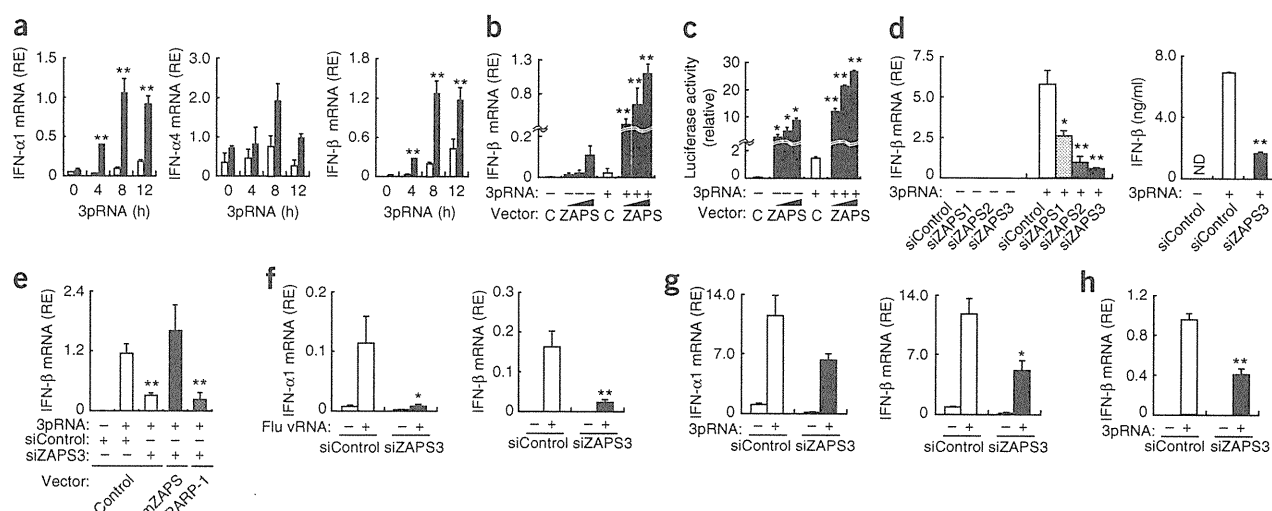 a
IFN-α1 mRNA (RE)
1.5
1.0
0.5
0
**
**
**
0 4 8 12
3pRNA (h)
IFN-α4 mRNA (RE)
3.0
2.0
1.0
0
0 4 8 12
3pRNA (h)
IFN-β mRNA (RE)
1.8
1.2
0.6
0
**
**
**
0 4 8 12
3pRNA (h)
b
IFN-β mRNA (RE)
1.3
0.8
0.2
0
**
**
**
3pRNA: − − − − + + + +
Vector: C ZAPS C ZAPS
c
Luciferase activity
(relative)
30
20
10
2
0
*
*
*
**
**
**
3pRNA: − − − − + + + +
Vector: C ZAPS C ZAPS
d
IFN-β mRNA (RE)
7.5
5.0
2.5
0
*
**
**
3pRNA: − − − − + + + +
siControl
siZAPS1
siZAPS2
siZAPS3
siControl
siZAPS1
siZAPS2
siZAPS3
IFN-β (ng/ml)
8.0
4.0
0
ND
**
3pRNA: − + +
siControl
siControl
siZAPS3
e
IFN-β mRNA (RE)
2.4
1.2
0
**
**
3pRNA: − + + + +
siControl: + + − − −
siZAPS3: − − + + +
Vector:
Control
mZAPS
PARP-1
f
IFN-α1 mRNA (RE)
0.2
0.1
0
*
Flu vRNA: − + − +
siControl siZAPS3
IFN-β mRNA (RE)
0.3
0.2
0.1
0
**
− + − +
siControl siZAPS3
g
IFN-α1 mRNA (RE)
14.0
7.0
0
3pRNA: − + − +
siControl siZAPS3
IFN-β mRNA (RE)
14.0
7.0
0
*
− + − +
siControl siZAPS3
h
IFN-β mRNA (RE)
1.2
0.8
0.4
0
**
3pRNA: − + − +
siControl siZAPS3